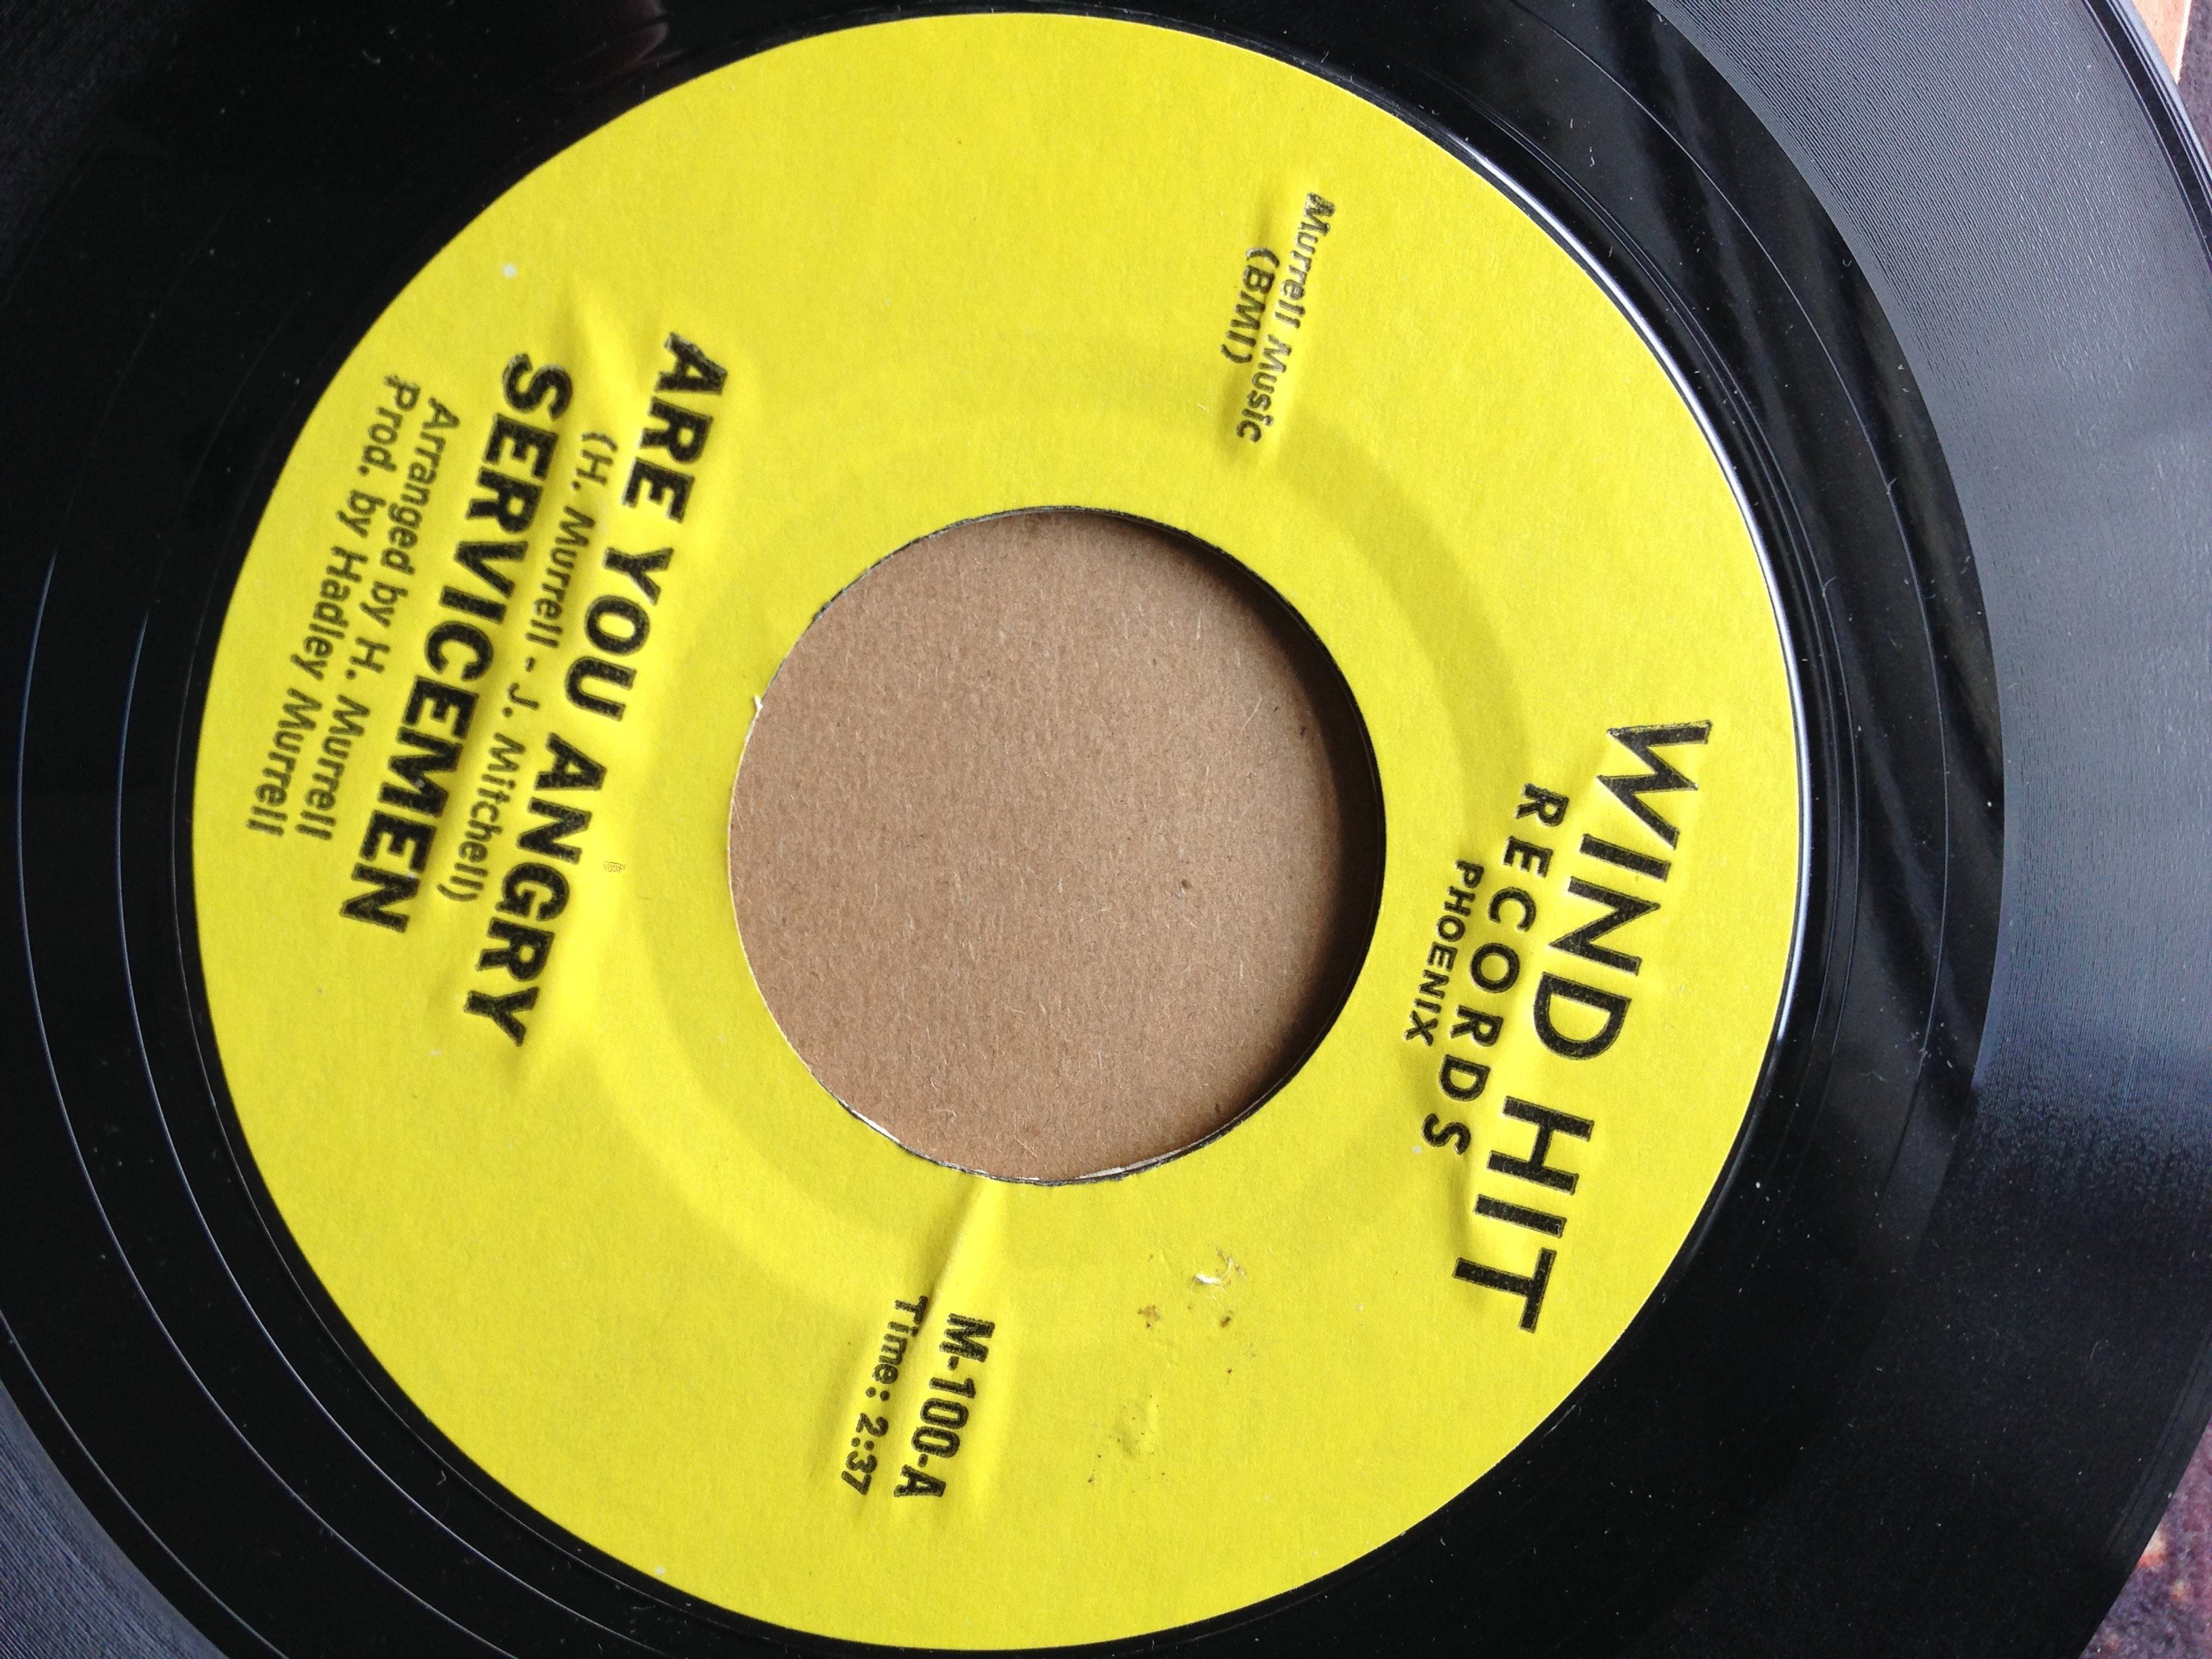 WIND HIT
RECORDS
PHOENIX
Murrell Music
(BMI)
M-100-A
Time: 2:37
ARE YOU ANGRY
(H. Murrell - J. Mitchell)
SERVICEMEN
Arranged by H. Murrell
Prod. by Hadley Murrell